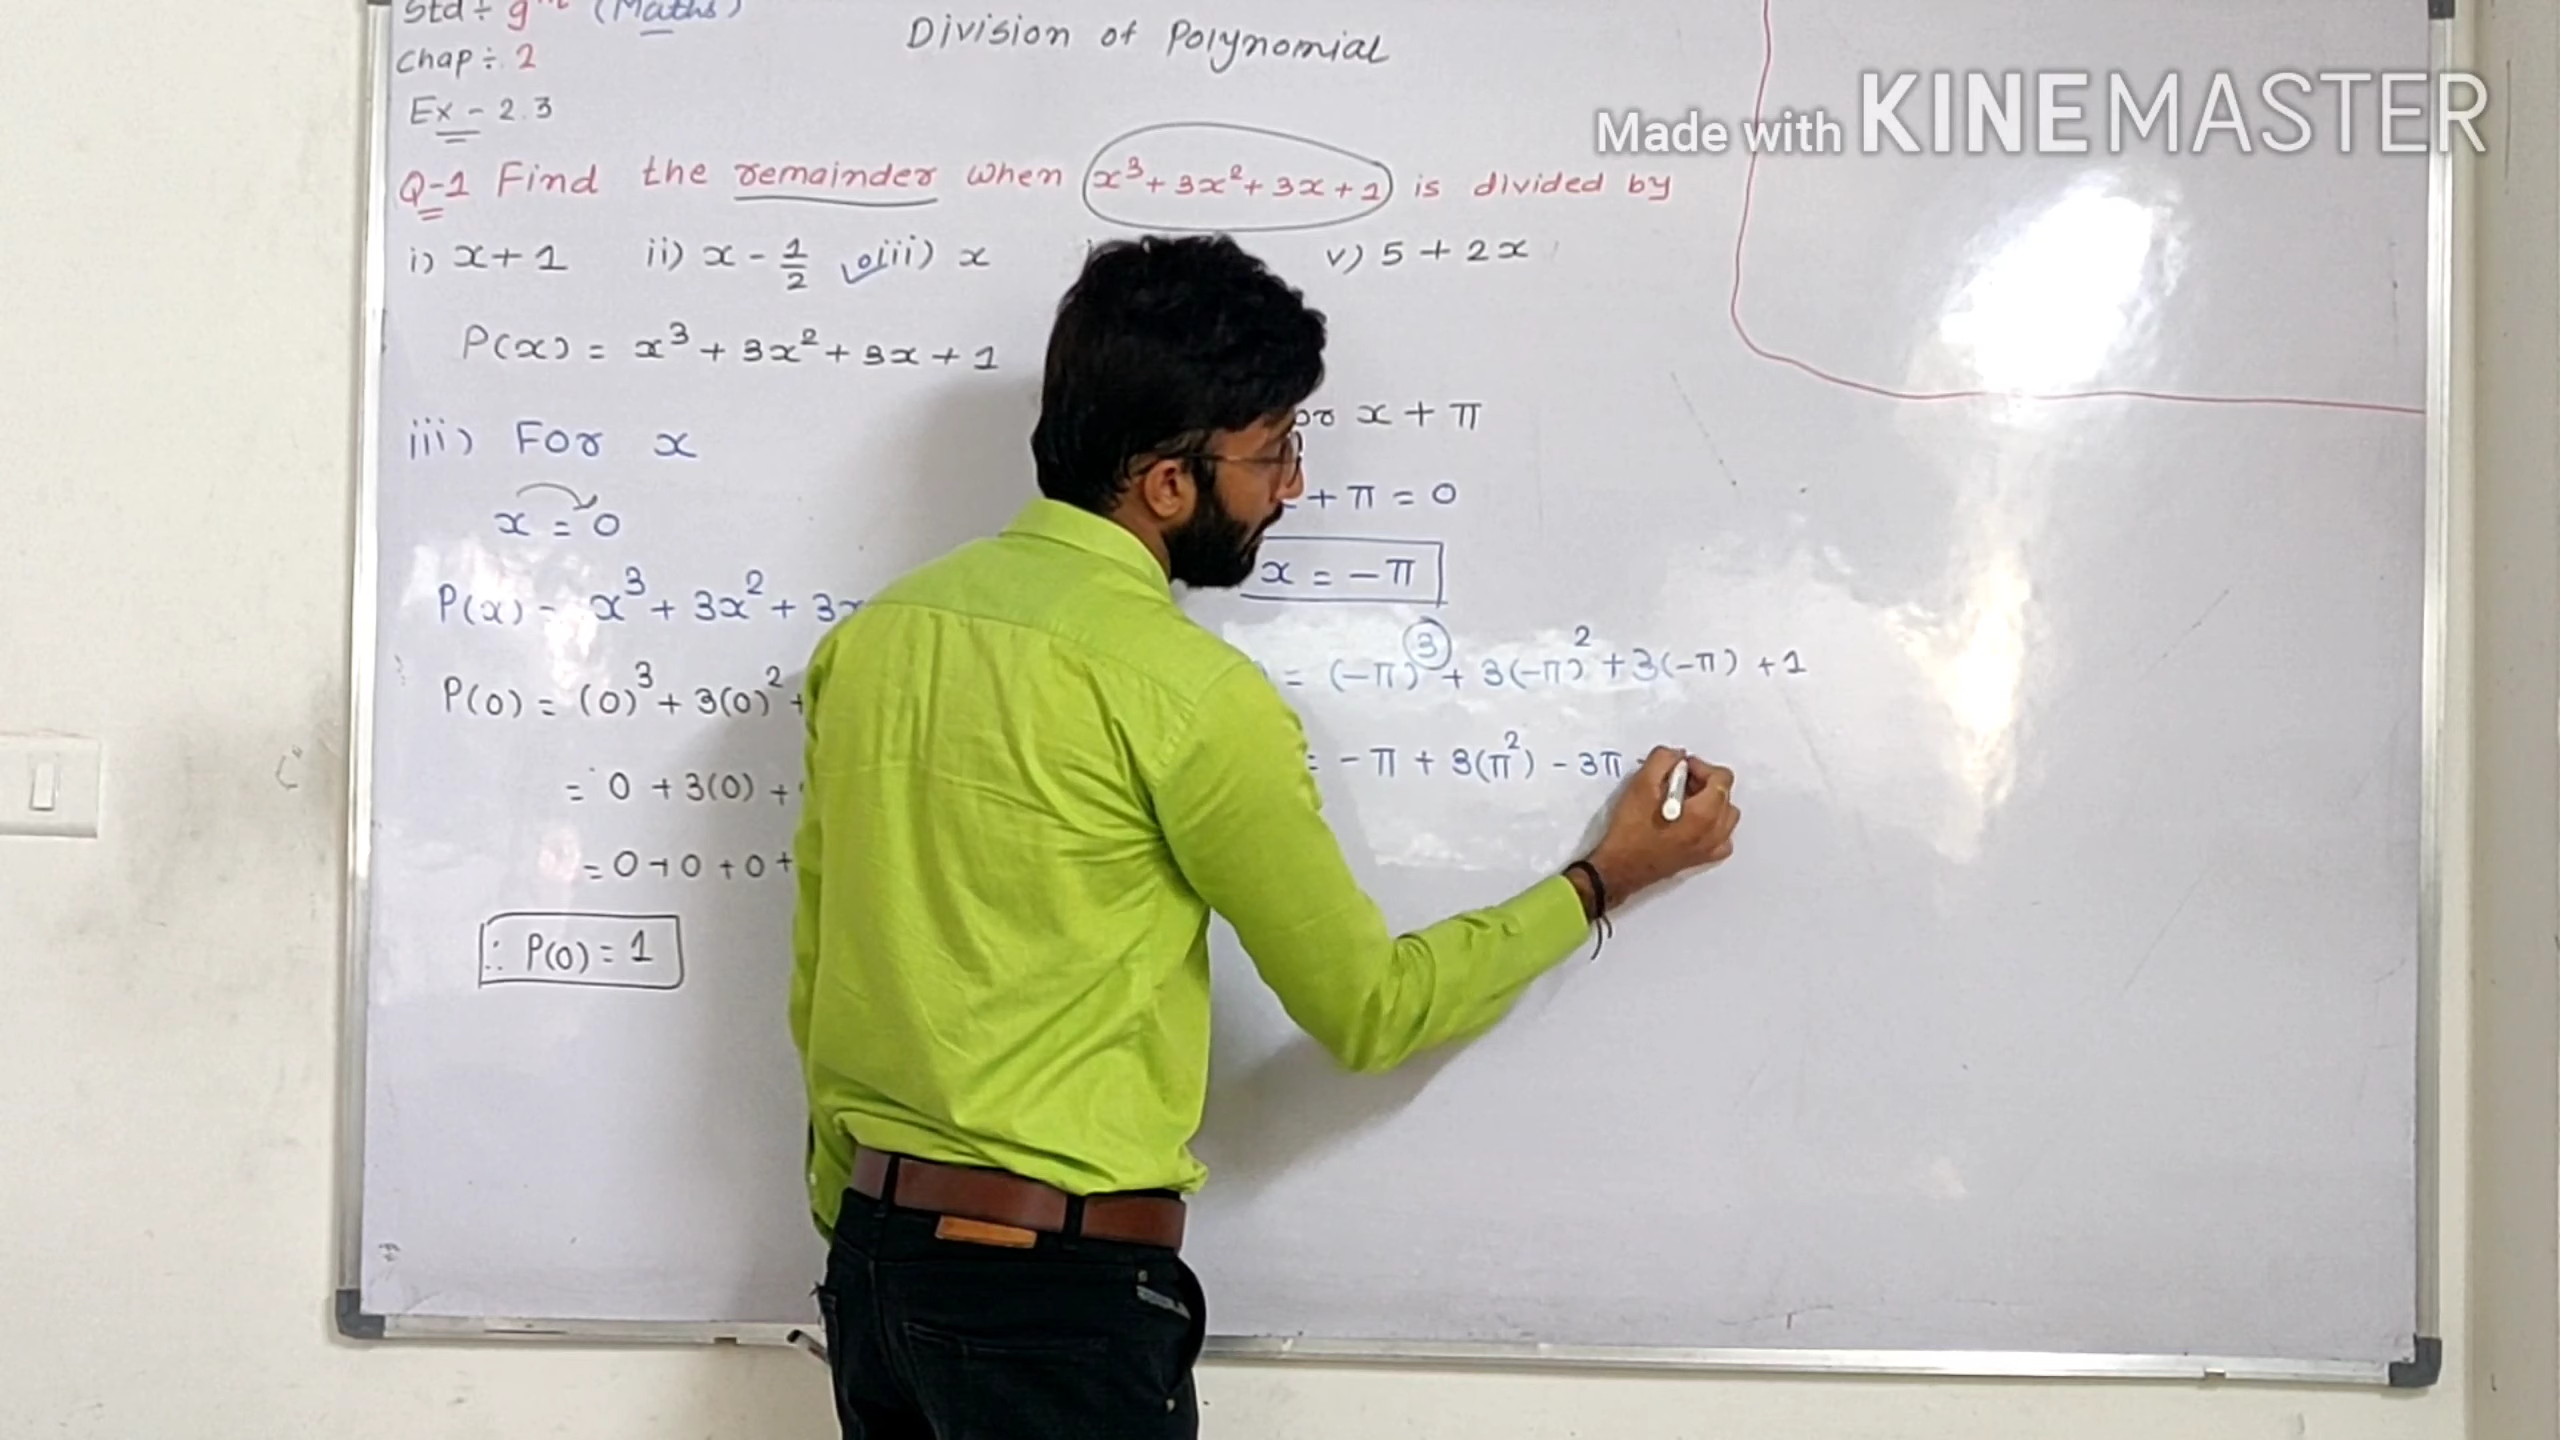 Std ÷ 9th (Maths)
Chap ÷ 2
Ex - 2.3
Division of Polynomial
Made with KINEMASTER
Q-1 Find the remainder when x³ + 3x² + 3x + 1 is divided by
i) x + 1 ii) x - 1/2 iii) x v) 5 + 2x
P(x) = x³ + 3x² + 3x + 1
iii) For x
x = 0
P(x) = x³ + 3x² + 3x
P(0) = (0)³ + 3(0)² +
= 0 + 3(0) +
= 0 + 0 + 0 +
∴ P(0) = 1
x + π
+ π = 0
x = -π
= (-π)³ + 3(-π)² + 3(-π) + 1
= -π + 3(π²) - 3π